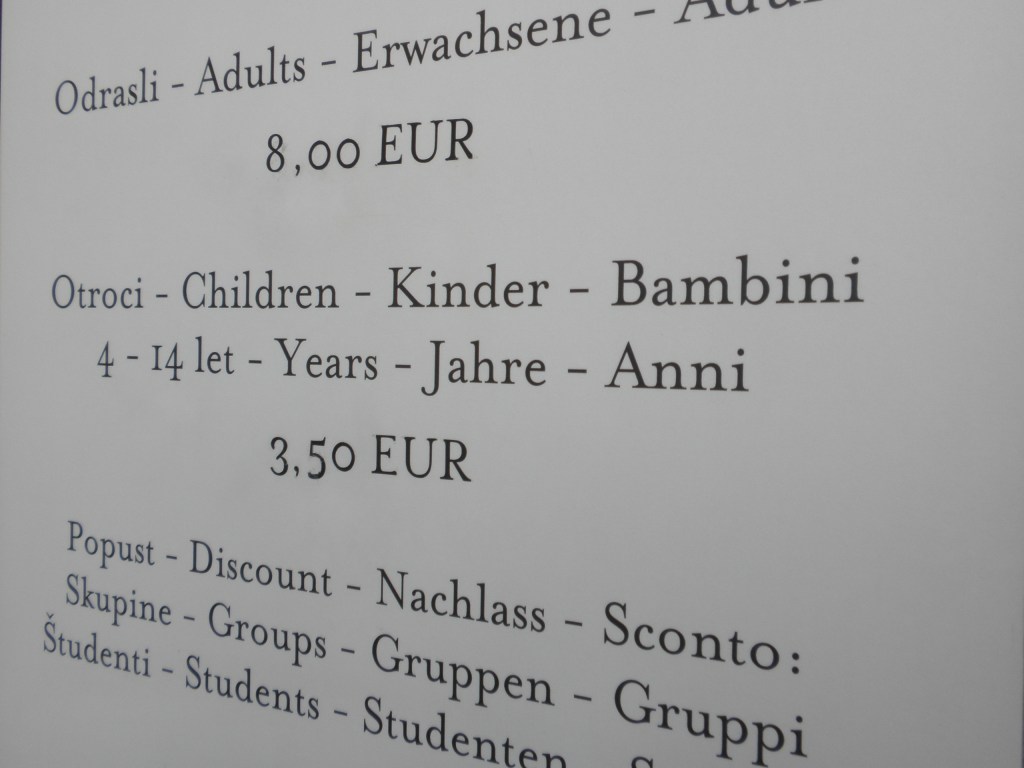 Odrasli - Adults - Erwachsene -
8,00 EUR
Otroci - Children - Kinder - Bambini
4 - 14 let - Years - Jahre - Anni
3,50 EUR
Popust - Discount - Nachlass - Sconto:
Skupine - Groups - Gruppen - Gruppi
Študenti - Students - Studenten -